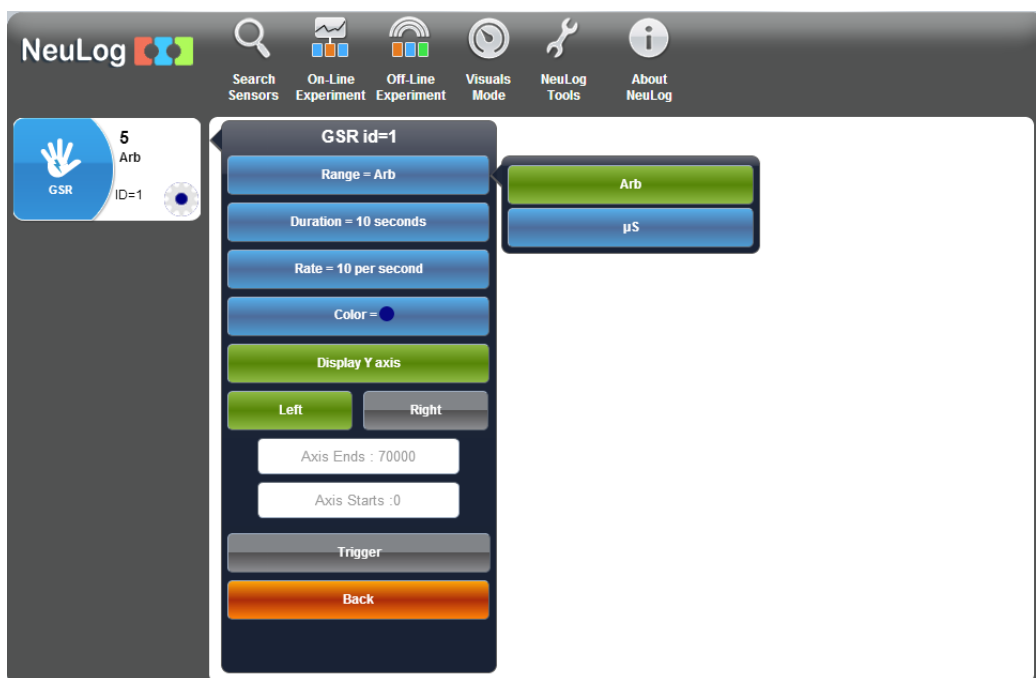 NeuLog
Search
Sensors
On-Line
Experiment
Off-Line
Experiment
Visuals
Mode
NeuLog
Tools
About
NeuLog
GSR
5
Arb
ID=1
GSR id=1
Range = Arb
Duration = 10 seconds
Rate = 10 per second
Color =
Display Y axis
Left
Right
Axis Ends : 70000
Axis Starts :0
Trigger
Back
Arb
µS